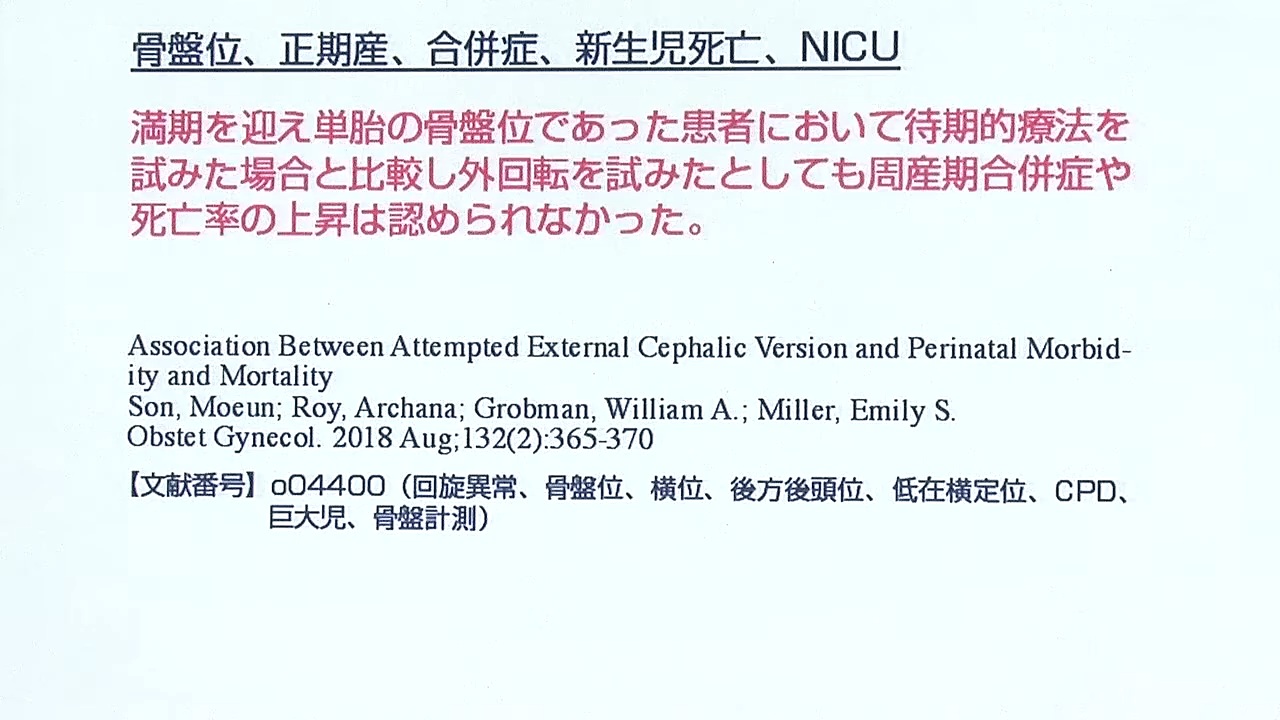 骨盤位、正期産、合併症、新生児死亡、NICU
満期を迎え単胎の骨盤位であった患者において待期的療法を
試みた場合と比較し外回転を試みたとしても周産期合併症や
死亡率の上昇は認められなかった。
Association Between Attempted External Cephalic Version and Perinatal Morbid-
ity and Mortality
Son, Moeun; Roy, Archana; Grobman, William A.; Miller, Emily S.
Obstet Gynecol. 2018 Aug;132(2):365-370
【文献番号】o04400（回旋異常、骨盤位、横位、後方後頭位、低在横定位、CPD、
巨大児、骨盤計測）